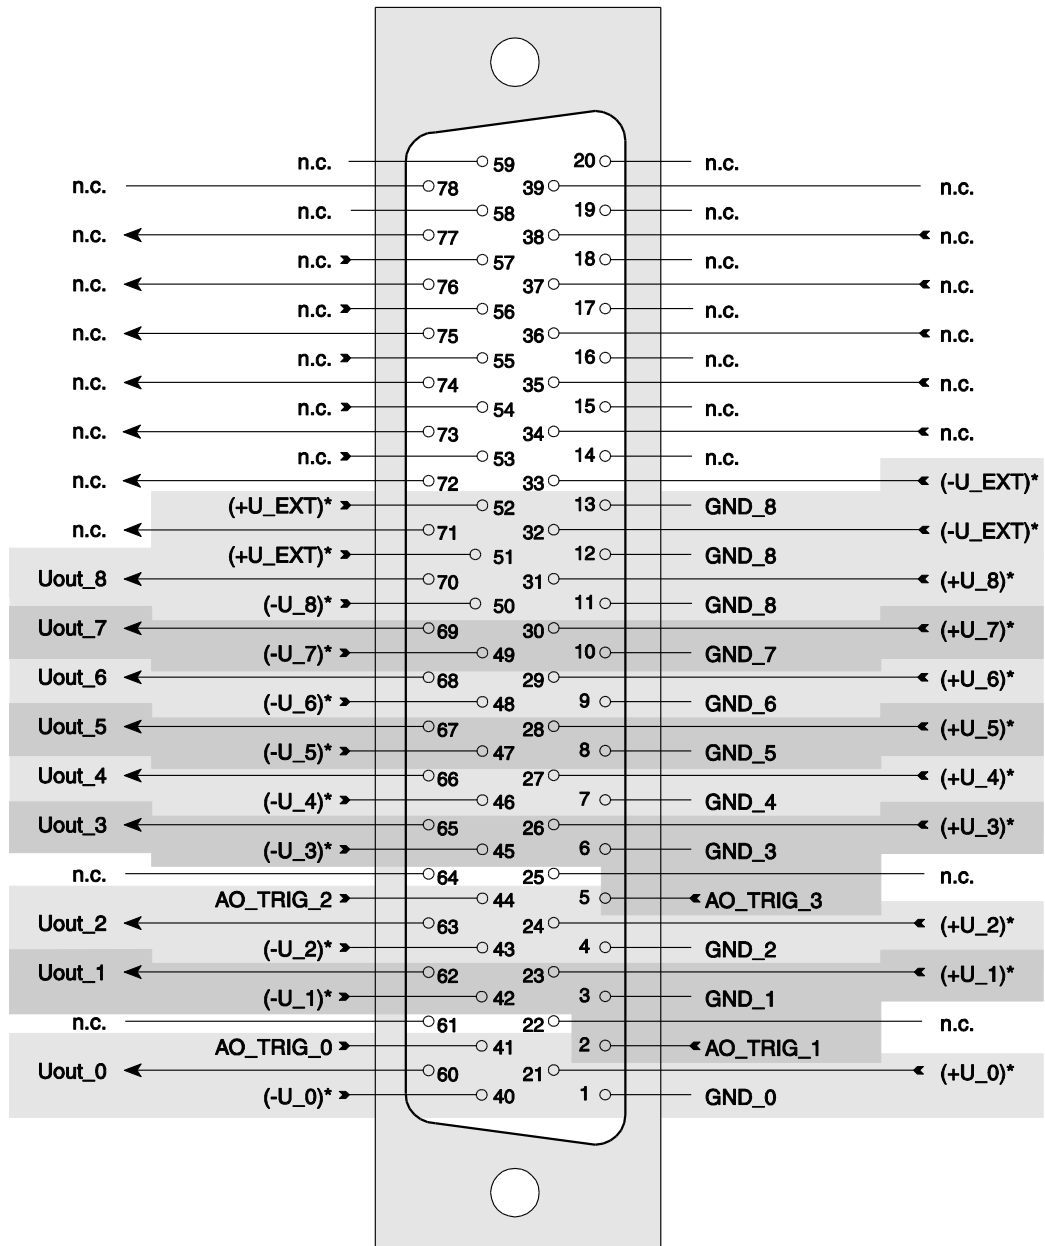 n.c. 59 20 n.c.
n.c. 78 39 n.c.
n.c. 58 19 n.c.
n.c. 77 38 n.c.
n.c. 57 18 n.c.
n.c. 76 37 n.c.
n.c. 56 17 n.c.
n.c. 75 36 n.c.
n.c. 55 16 n.c.
n.c. 74 35 n.c.
n.c. 54 15 n.c.
n.c. 73 34 n.c.
n.c. 53 14 n.c.
n.c. 72 33 (-U_EXT)*
(+U_EXT)* 52 13 GND_8
n.c. 71 32 (-U_EXT)*
(+U_EXT)* 51 12 GND_8
Uout_8 70 31 (+U_8)*
(-U_8)* 50 11 GND_8
Uout_7 69 30 (+U_7)*
(-U_7)* 49 10 GND_7
Uout_6 68 29 (+U_6)*
(-U_6)* 48 9 GND_6
Uout_5 67 28 (+U_5)*
(-U_5)* 47 8 GND_5
Uout_4 66 27 (+U_4)*
(-U_4)* 46 7 GND_4
Uout_3 65 26 (+U_3)*
(-U_3)* 45 6 GND_3
n.c. 64 25 n.c.
AO_TRIG_2 44 5 AO_TRIG_3
Uout_2 63 24 (+U_2)*
(-U_2)* 43 4 GND_2
Uout_1 62 23 (+U_1)*
(-U_1)* 42 3 GND_1
n.c. 61 22 n.c.
AO_TRIG_0 41 2 AO_TRIG_1
Uout_0 60 21 (+U_0)*
(-U_0)* 40 1 GND_0